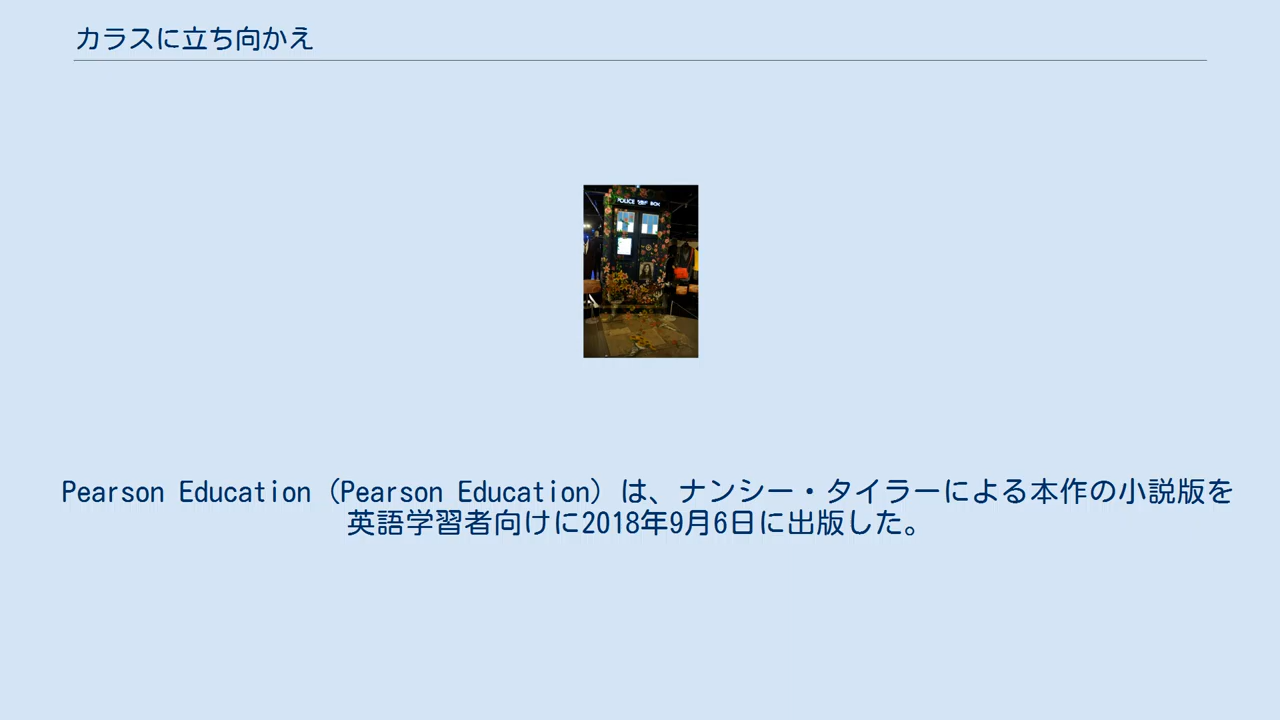 カラスに立ち向かえ
POLICE BOX
Pearson Education (Pearson Education) は、ナンシー・タイラーによる本作の小説版を
英語学習者向けに2018年9月6日に出版した。